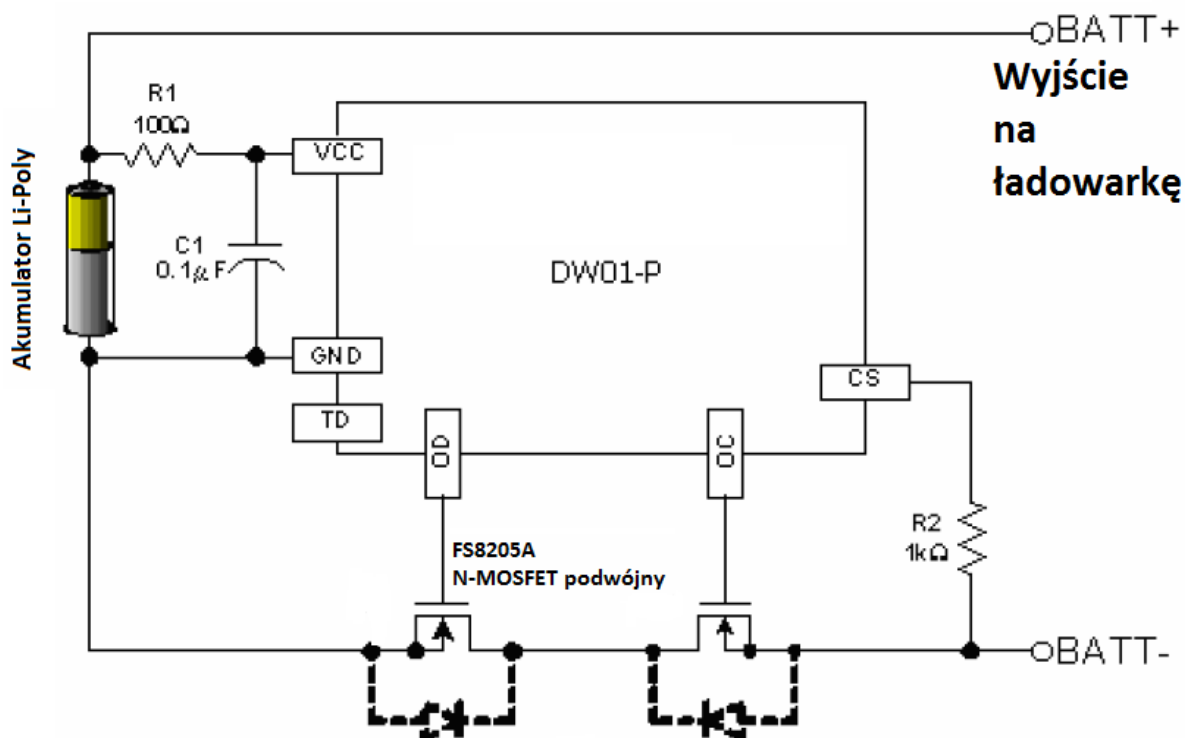 BATT+
Wyjście
na
ładowarkę
R1
100Ω
VCC
Akumulator Li-Poly
C1
0.1μF
DW01-P
GND
TD
CS
OD
OC
R2
1kΩ
FS8205A
N-MOSFET podwójny
BATT-